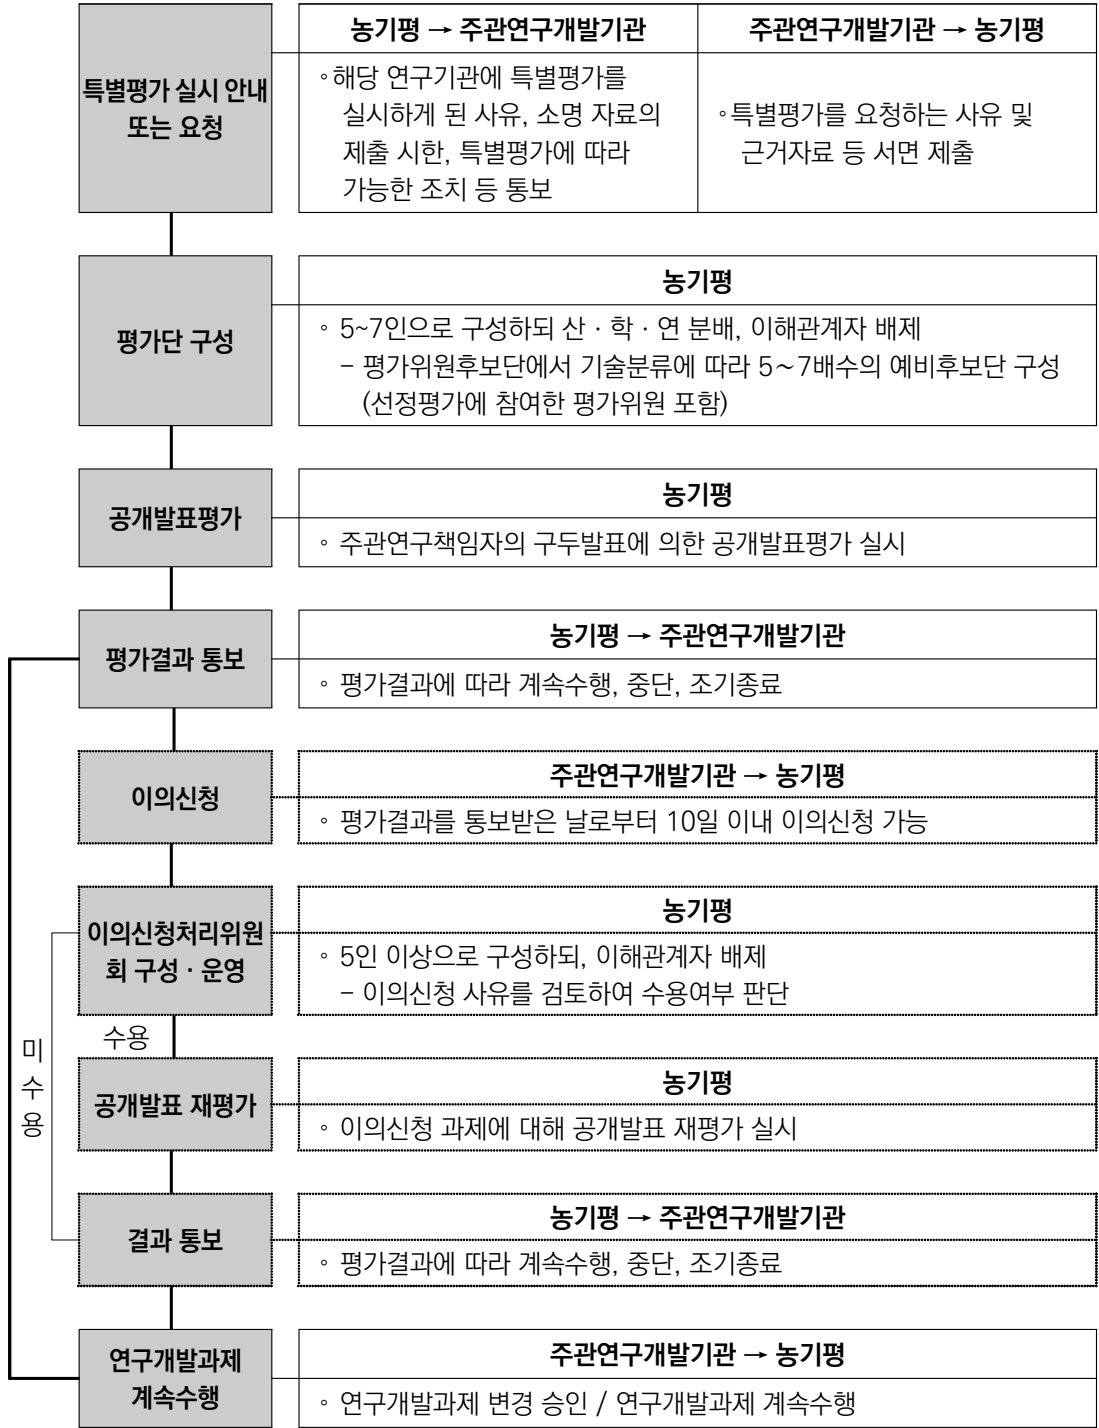 특별평가 실시 안내
또는 요청
농기평 → 주관연구개발기관
◦해당 연구기관에 특별평가를
실시하게 된 사유, 소명 자료의
제출 시한, 특별평가에 따라
가능한 조치 등 통보
주관연구개발기관 → 농기평
◦특별평가를 요청하는 사유 및
근거자료 등 서면 제출
평가단 구성
농기평
◦ 5~7인으로 구성하되 산 · 학 · 연 분배, 이해관계자 배제
- 평가위원후보단에서 기술분류에 따라 5∼7배수의 예비후보단 구성
(선정평가에 참여한 평가위원 포함)
공개발표평가
농기평
◦ 주관연구책임자의 구두발표에 의한 공개발표평가 실시
평가결과 통보
농기평 → 주관연구개발기관
◦ 평가결과에 따라 계속수행, 중단, 조기종료
이의신청
주관연구개발기관 → 농기평
◦ 평가결과를 통보받은 날로부터 10일 이내 이의신청 가능
이의신청처리위원
회 구성 · 운영
농기평
◦ 5인 이상으로 구성하되, 이해관계자 배제
- 이의신청 사유를 검토하여 수용여부 판단
수용
미
수
용
공개발표 재평가
농기평
◦ 이의신청 과제에 대해 공개발표 재평가 실시
결과 통보
농기평 → 주관연구개발기관
◦ 평가결과에 따라 계속수행, 중단, 조기종료
연구개발과제
계속수행
주관연구개발기관 → 농기평
◦ 연구개발과제 변경 승인 / 연구개발과제 계속수행